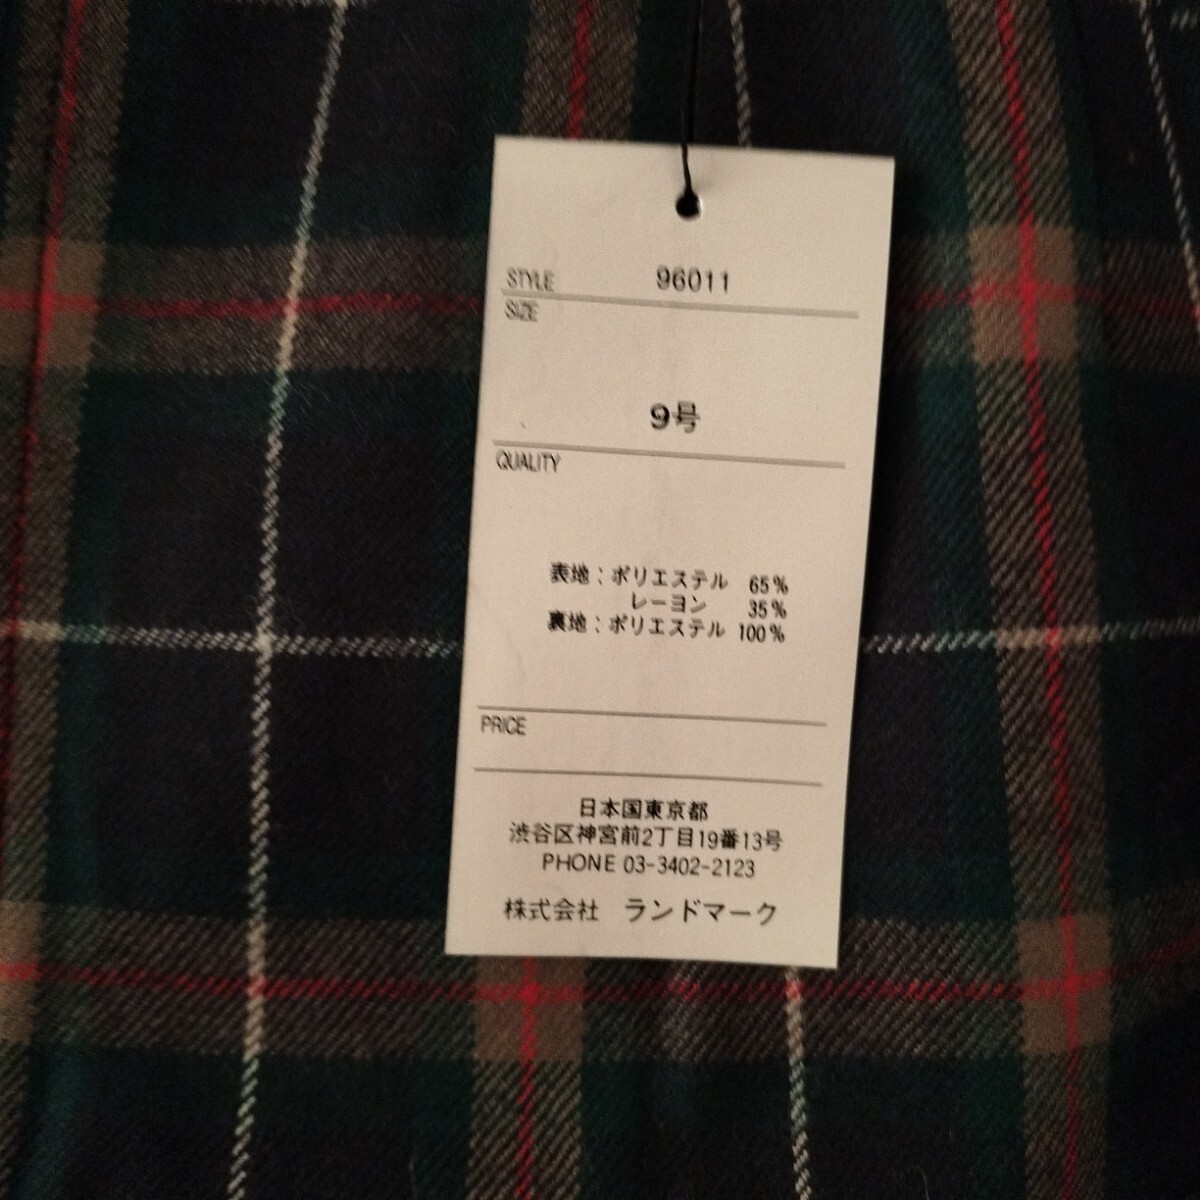 STYLE 96011
SIZE
9号
QUALITY
表地：ポリエステル 65%
レーヨン 35%
裏地：ポリエステル 100%
PRICE
日本国東京都
渋谷区神宮前2丁目19番13号
PHONE 03-3402-2123
株式会社 ランドマーク